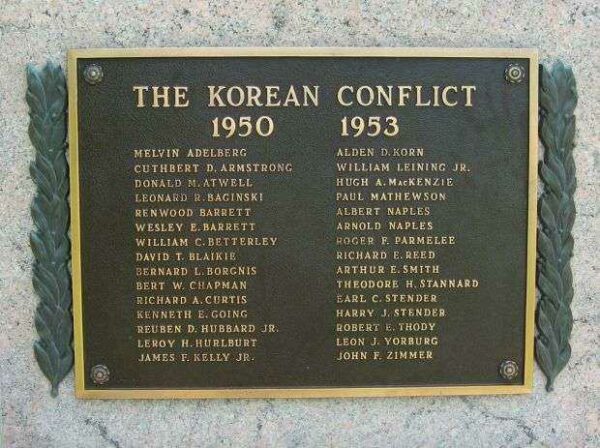 THE KOREAN CONFLICT
1950 1953
MELVIN ADELBERG
CUTHBERT D. ARMSTRONG
DONALD M. ATWELL
LEONARD R. BAGINSKI
RENWOOD BARRETT
WESLEY E. BARRETT
WILLIAM C. BETTERLEY
DAVID T. BLAIKIE
BERNARD L. BORGNIS
BERT W. CHAPMAN
RICHARD A. CURTIS
KENNETH E. GOING
REUBEN D. HUBBARD JR.
LEROY H. HURLBURT
JAMES F. KELLY JR.
ALDEN D. KORN
WILLIAM LEINING JR.
HUGH A. MacKENZIE
PAUL MATHEWSON
ALBERT NAPLES
ARNOLD NAPLES
ROGER F. PARMELEE
RICHARD E. REED
ARTHUR E. SMITH
THEODORE H. STANNARD
EARL C. STENDER
HARRY J. STENDER
ROBERT E. THODY
LEON J. YORBURG
JOHN F. ZIMMER